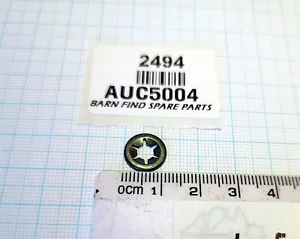 2494
AUC5004
BARN FIND SPARE PARTS
0CM 1 2 3 4